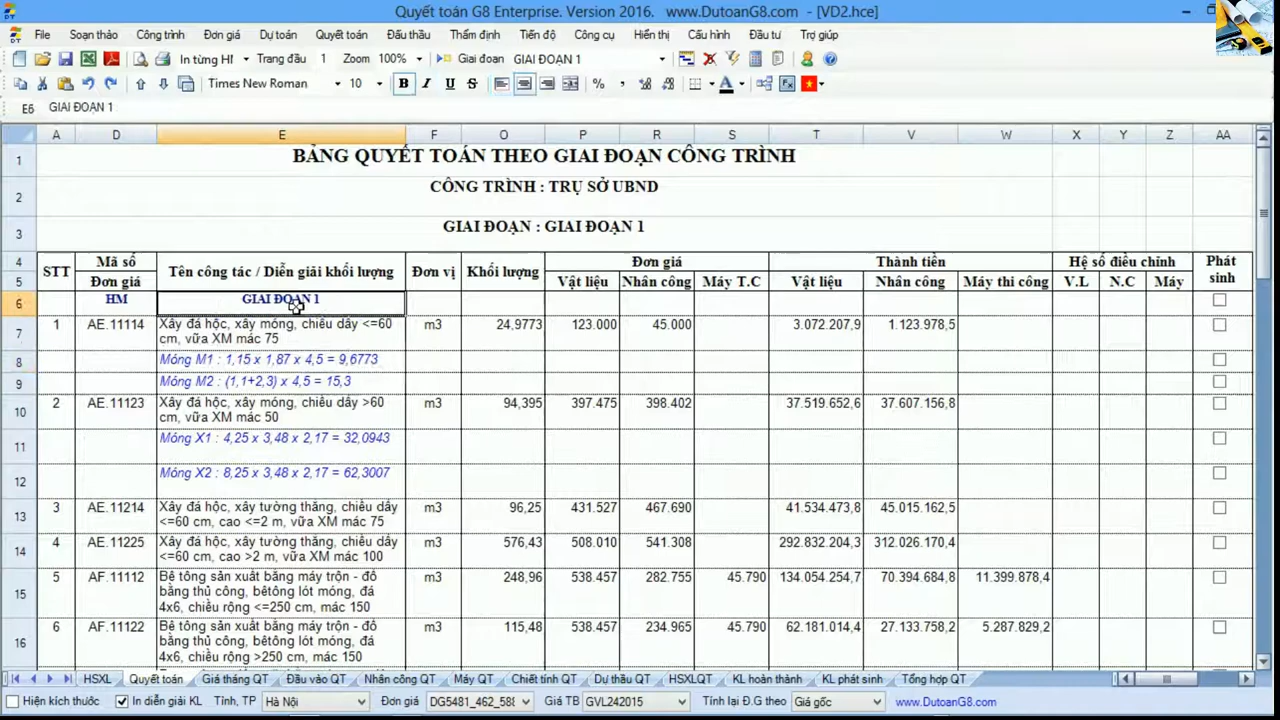 Quyết toán G8 Enterprise. Version 2016. www.DutoanG8.com - [VD2.hce]
File Soạn thảo Công trình Đơn giá Dự toán Quyết toán Đấu thầu Thẩm định Tiến độ Công cụ Hiển thị Cấu hình Đầu tư Trợ giúp
In từng HM Trang đầu 1 Zoom 100% Giai đoạn GIAI ĐOẠN 1
Times New Roman 10 B I U S %
E6 GIAI ĐOẠN 1
A D E F O P R S T V W X Y Z AA
1 BẢNG QUYẾT TOÁN THEO GIAI ĐOẠN CÔNG TRÌNH
2 CÔNG TRÌNH : TRỤ SỞ UBND
3 GIAI ĐOẠN : GIAI ĐOẠN 1
4 STT Mã số Tên công tác / Diễn giải khối lượng Đơn vị Khối lượng Đơn giá Thành tiền Hệ số điều chỉnh Phát sinh
5 Đơn giá Vật liệu Nhân công Máy T.C Vật liệu Nhân công Máy thi công V.L N.C Máy
6 HM GIAI ĐOẠN 1
7 1 AE.11114 Xây đá hộc, xây móng, chiều dầy <=60 m3 24,9773 123.000 45.000 3.072.207,9 1.123.978,5
cm, vữa XM mác 75
8 Móng M1 : 1,15 x 1,87 x 4,5 = 9,6773
9 Móng M2 : (1,1+2,3) x 4,5 = 15,3
10 2 AE.11123 Xây đá hộc, xây móng, chiều dầy >60 m3 94,395 397.475 398.402 37.519.652,6 37.607.156,8
cm, vữa XM mác 50
11 Móng X1 : 4,25 x 3,48 x 2,17 = 32,0943
12 Móng X2 : 8,25 x 3,48 x 2,17 = 62,3007
13 3 AE.11214 Xây đá hộc, xây tường thẳng, chiều dầy m3 96,25 431.527 467.690 41.534.473,8 45.015.162,5
<=60 cm, cao <=2 m, vữa XM mác 75
14 4 AE.11225 Xây đá hộc, xây tường thẳng, chiều dầy m3 576,43 508.010 541.308 292.832.204,3 312.026.170,4
<=60 cm, cao >2 m, vữa XM mác 100
15 5 AF.11112 Bê tông sản xuất bằng máy trộn - đổ m3 248,96 538.457 282.755 45.790 134.054.254,7 70.394.684,8 11.399.878,4
bằng thủ công, bêtông lót móng, đá
4x6, chiều rộng <=250 cm, mác 150
16 6 AF.11122 Bê tông sản xuất bằng máy trộn - đổ m3 115,48 538.457 234.965 45.790 62.181.014,4 27.133.758,2 5.287.829,2
bằng thủ công, bêtông lót móng, đá
4x6, chiều rộng >250 cm, mác 150
HSXL Quyết toán Giá tháng QT Đầu vào QT Nhân công QT Máy QT Chiết tính QT Dự thầu QT HSXLQT KL hoàn thành KL phát sinh Tổng hợp QT
Hiện kích thước In diễn giải KL Tỉnh, TP Hà Nội Đơn giá DG5481_462_588 Giá TB GVL242015 Tính lại Đ.G theo Giá gốc www.DutoanG8.com